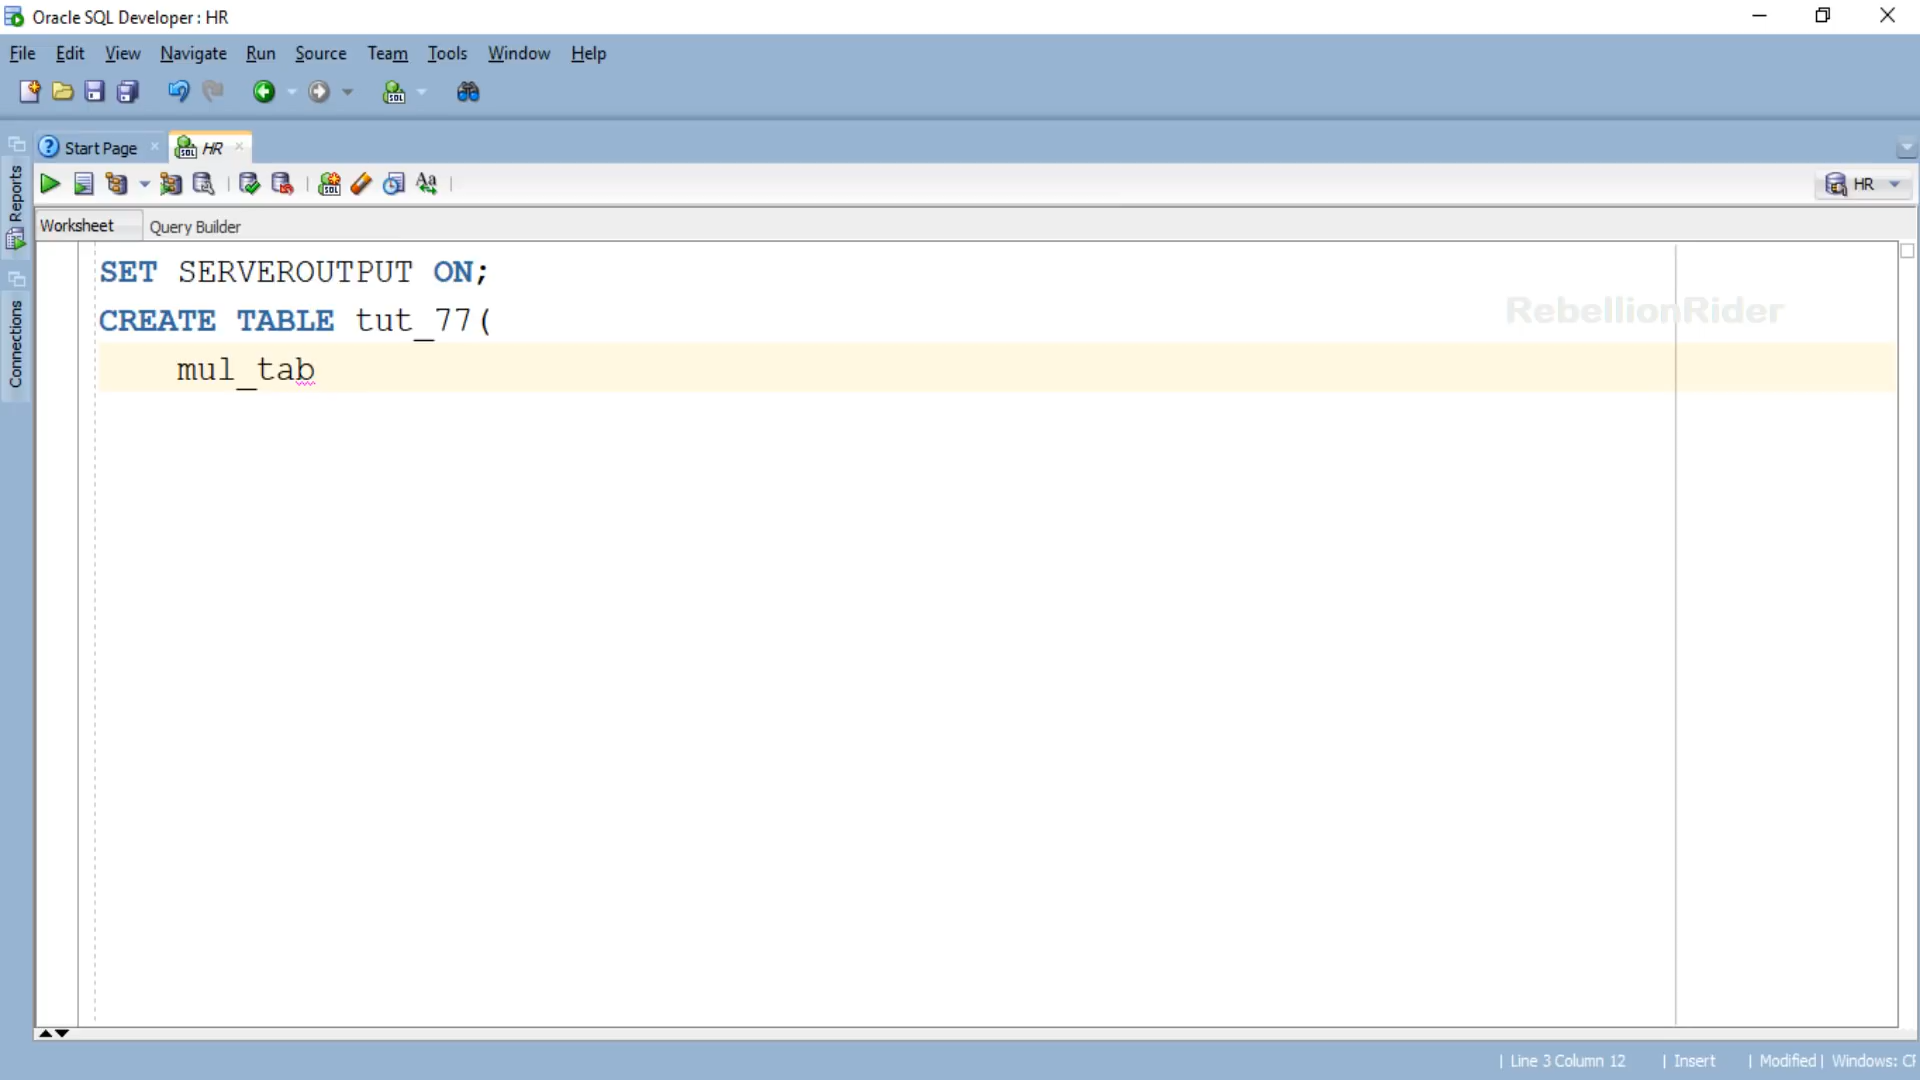 Oracle SQL Developer : HR
File Edit View Navigate Run Source Team Tools Window Help
SQL
Start Page HR
HR
Worksheet Query Builder
Reports
Connections
SET SERVEROUTPUT ON;
CREATE TABLE tut_77(
mul_tab
RebellionRider
| Line 3 Column 12 | Insert | Modified | Windows: CR